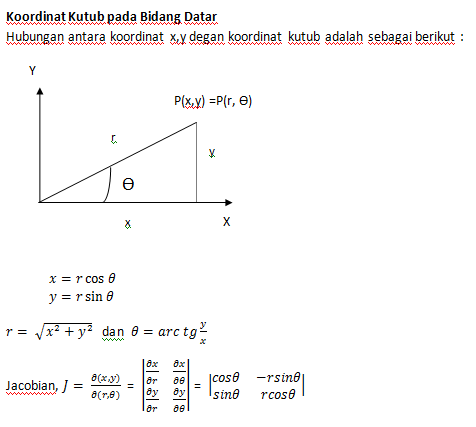 Koordinat Kutub pada Bidang Datar
Hubungan antara koordinat x,y degan koordinat kutub adalah sebagai berikut :
Y
P(x,y) =P(r, Ө)
r
y
Ө
x
X
x = r cos θ
y = r sin θ
r = √(x² + y²) dan θ = arc tg y/x
Jacobian, J = ∂(x,y)/∂(r,θ) = |∂x/∂r ∂x/∂θ; ∂y/∂r ∂y/∂θ| = |cosθ −rsinθ; sinθ rcosθ|